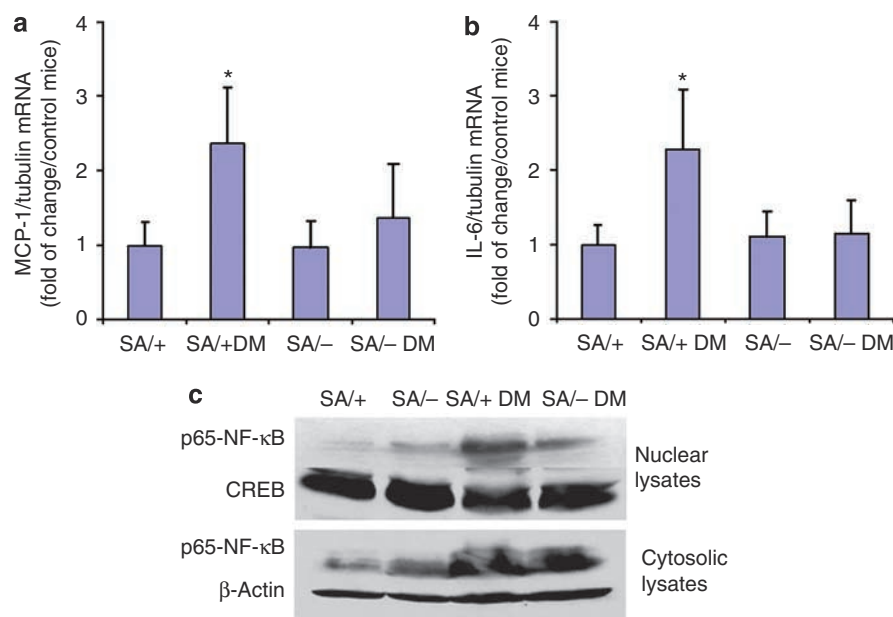 a
MCP-1/tubulin mRNA
(fold of change/control mice)
4
3
2
1
0
*
SA/+ SA/+DM SA/– SA/– DM
b
IL-6/tubulin mRNA
(fold of change/control mice)
4
3
2
1
0
*
SA/+ SA/+ DM SA/– SA/– DM
c
SA/+ SA/– SA/+ DM SA/– DM
p65-NF-κB
CREB
Nuclear
lysates
p65-NF-κB
β-Actin
Cytosolic
lysates